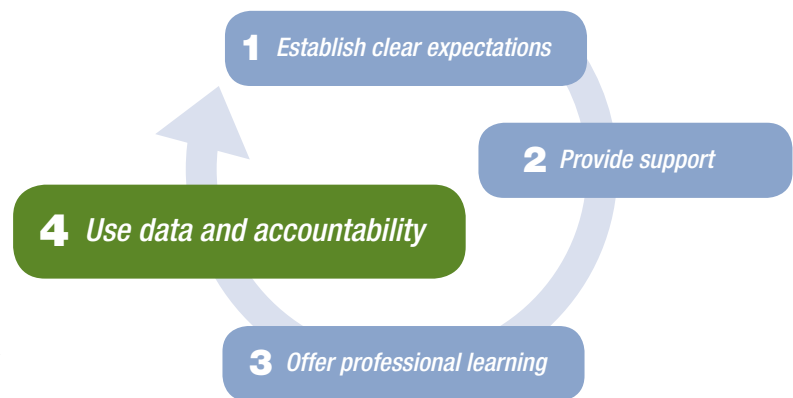 1 Establish clear expectations
2 Provide support
4 Use data and accountability
3 Offer professional learning